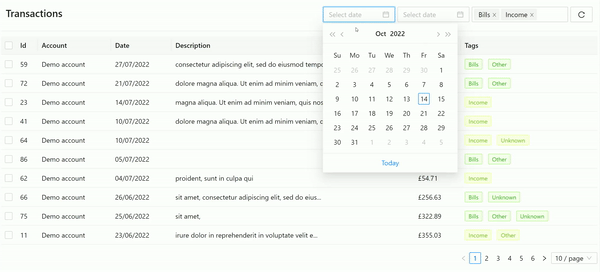 Transactions
Select date
Select date
Bills ×
Income ×
Oct 2022
Su Mo Tu We Th Fr Sa
25 26 27 28 29 30 1
2 3 4 5 6 7 8
9 10 11 12 13 14 15
16 17 18 19 20 21 22
23 24 25 26 27 28 29
30 31 1 2 3 4 5
Today
Id Account Date Description Tags
59 Demo account 27/07/2022 consectetur adipiscing elit, sed do eiusmod tempo Bills Other
72 Demo account 21/07/2022 dolore magna aliqua. Ut enim ad minim veniam, q Bills Other
23 Demo account 14/07/2022 magna aliqua. Ut enim ad minim veniam, quis nos Income
41 Demo account 10/07/2022 dolore magna aliqua. Ut enim ad minim veniam, q Income
64 Demo account 10/07/2022 Income Unknown
86 Demo account 05/07/2022 Bills Other
62 Demo account 04/07/2022 proident, sunt in culpa qui £54.71 Income
66 Demo account 26/06/2022 sit amet, consectetur adipiscing elit, sed do eius... £256.63 Bills Unknown
75 Demo account 25/06/2022 sit amet, £322.89 Bills Other Unknown
11 Demo account 23/06/2022 irure dolor in reprehenderit in voluptate velit e... £355.03 Income Other
1 2 3 4 5 6 10 / page